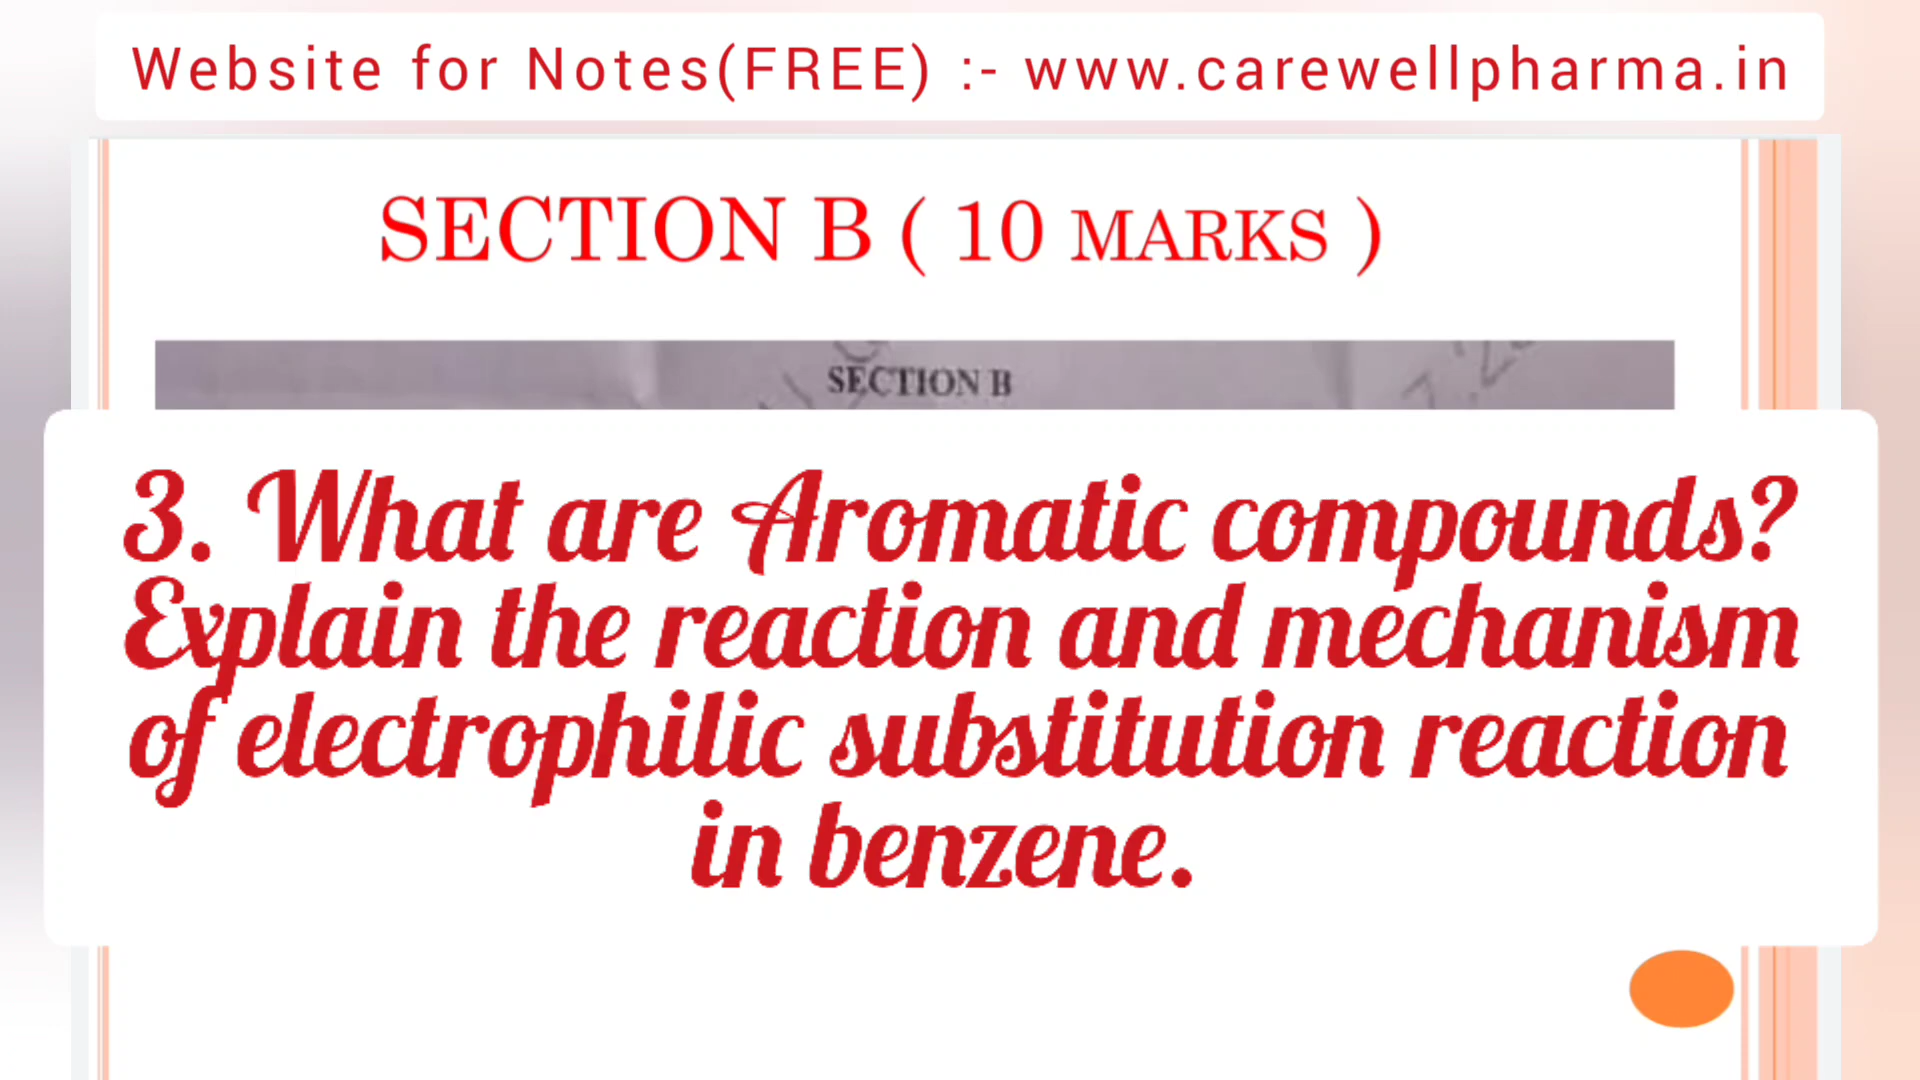 Website for Notes(FREE) :- www.carewellpharma.in
SECTION B ( 10 MARKS )
SECTION B
3. What are Aromatic compounds?
Explain the reaction and mechanism
of electrophilic substitution reaction
in benzene.